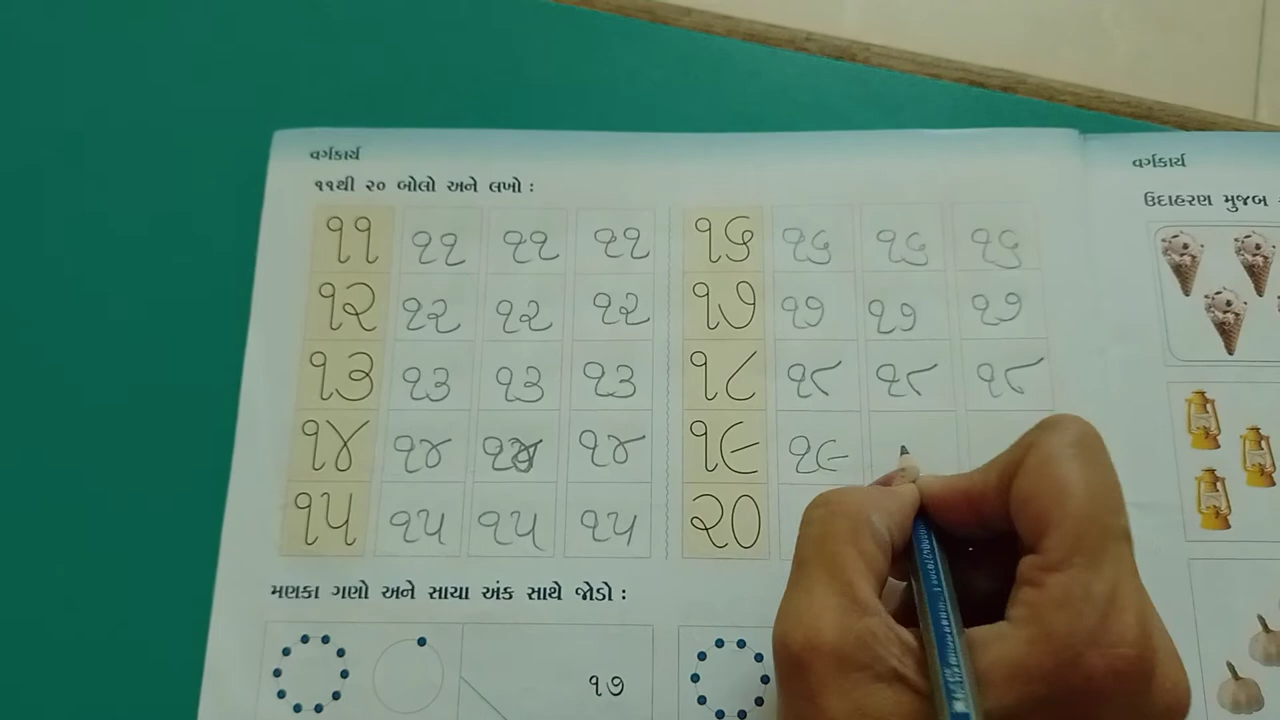 વર્ગકાર્ય
૧૧થી ૨૦ બોલો અને લખો :
૧૧ ૧૧ ૧૧ ૧૧ ૧૬ ૧૬ ૧૬ ૧૬
૧૨ ૧૨ ૧૨ ૧૨ ૧૭ ૧૭ ૧૭ ૧૭
૧૩ ૧૩ ૧૩ ૧૩ ૧૮ ૧૮ ૧૮ ૧૮
૧૪ ૧૪ ૧૪ ૧૪ ૧૯ ૧૯
૧૫ ૧૫ ૧૫ ૧૫ ૨૦
મણકા ગણો અને સાચા અંક સાથે જોડો :
૧૭
વર્ગકાર્ય
ઉદાહરણ મુજબ